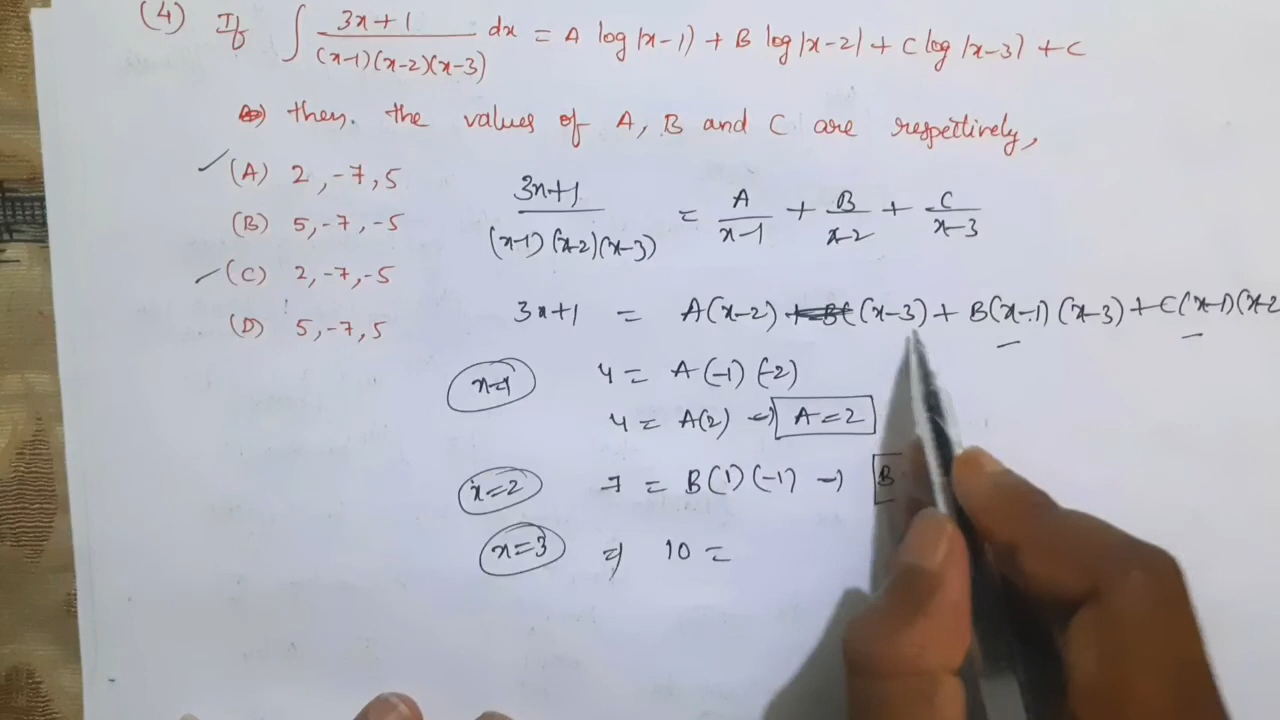 (4) If ∫ 3x+1 / (x-1)(x-2)(x-3) dx = A log|x-1| + B log|x-2| + C log|x-3| + C
then. the values of A, B and C are respectively,
(A) 2, -7, 5
(B) 5, -7, -5
(C) 2, -7, -5
(D) 5, -7, 5
3x+1 / (x-1)(x-2)(x-3) = A / x-1 + B / x-2 + C / x-3
3x+1 = A(x-2) (x-3) + B(x-1)(x-3) + C(x-1)(x-2
x=1 4 = A(-1)(-2)
4 = A(2) ⇒ A=2
x=2 7 = B(1)(-1) → B
x=3 ⇒ 10 =